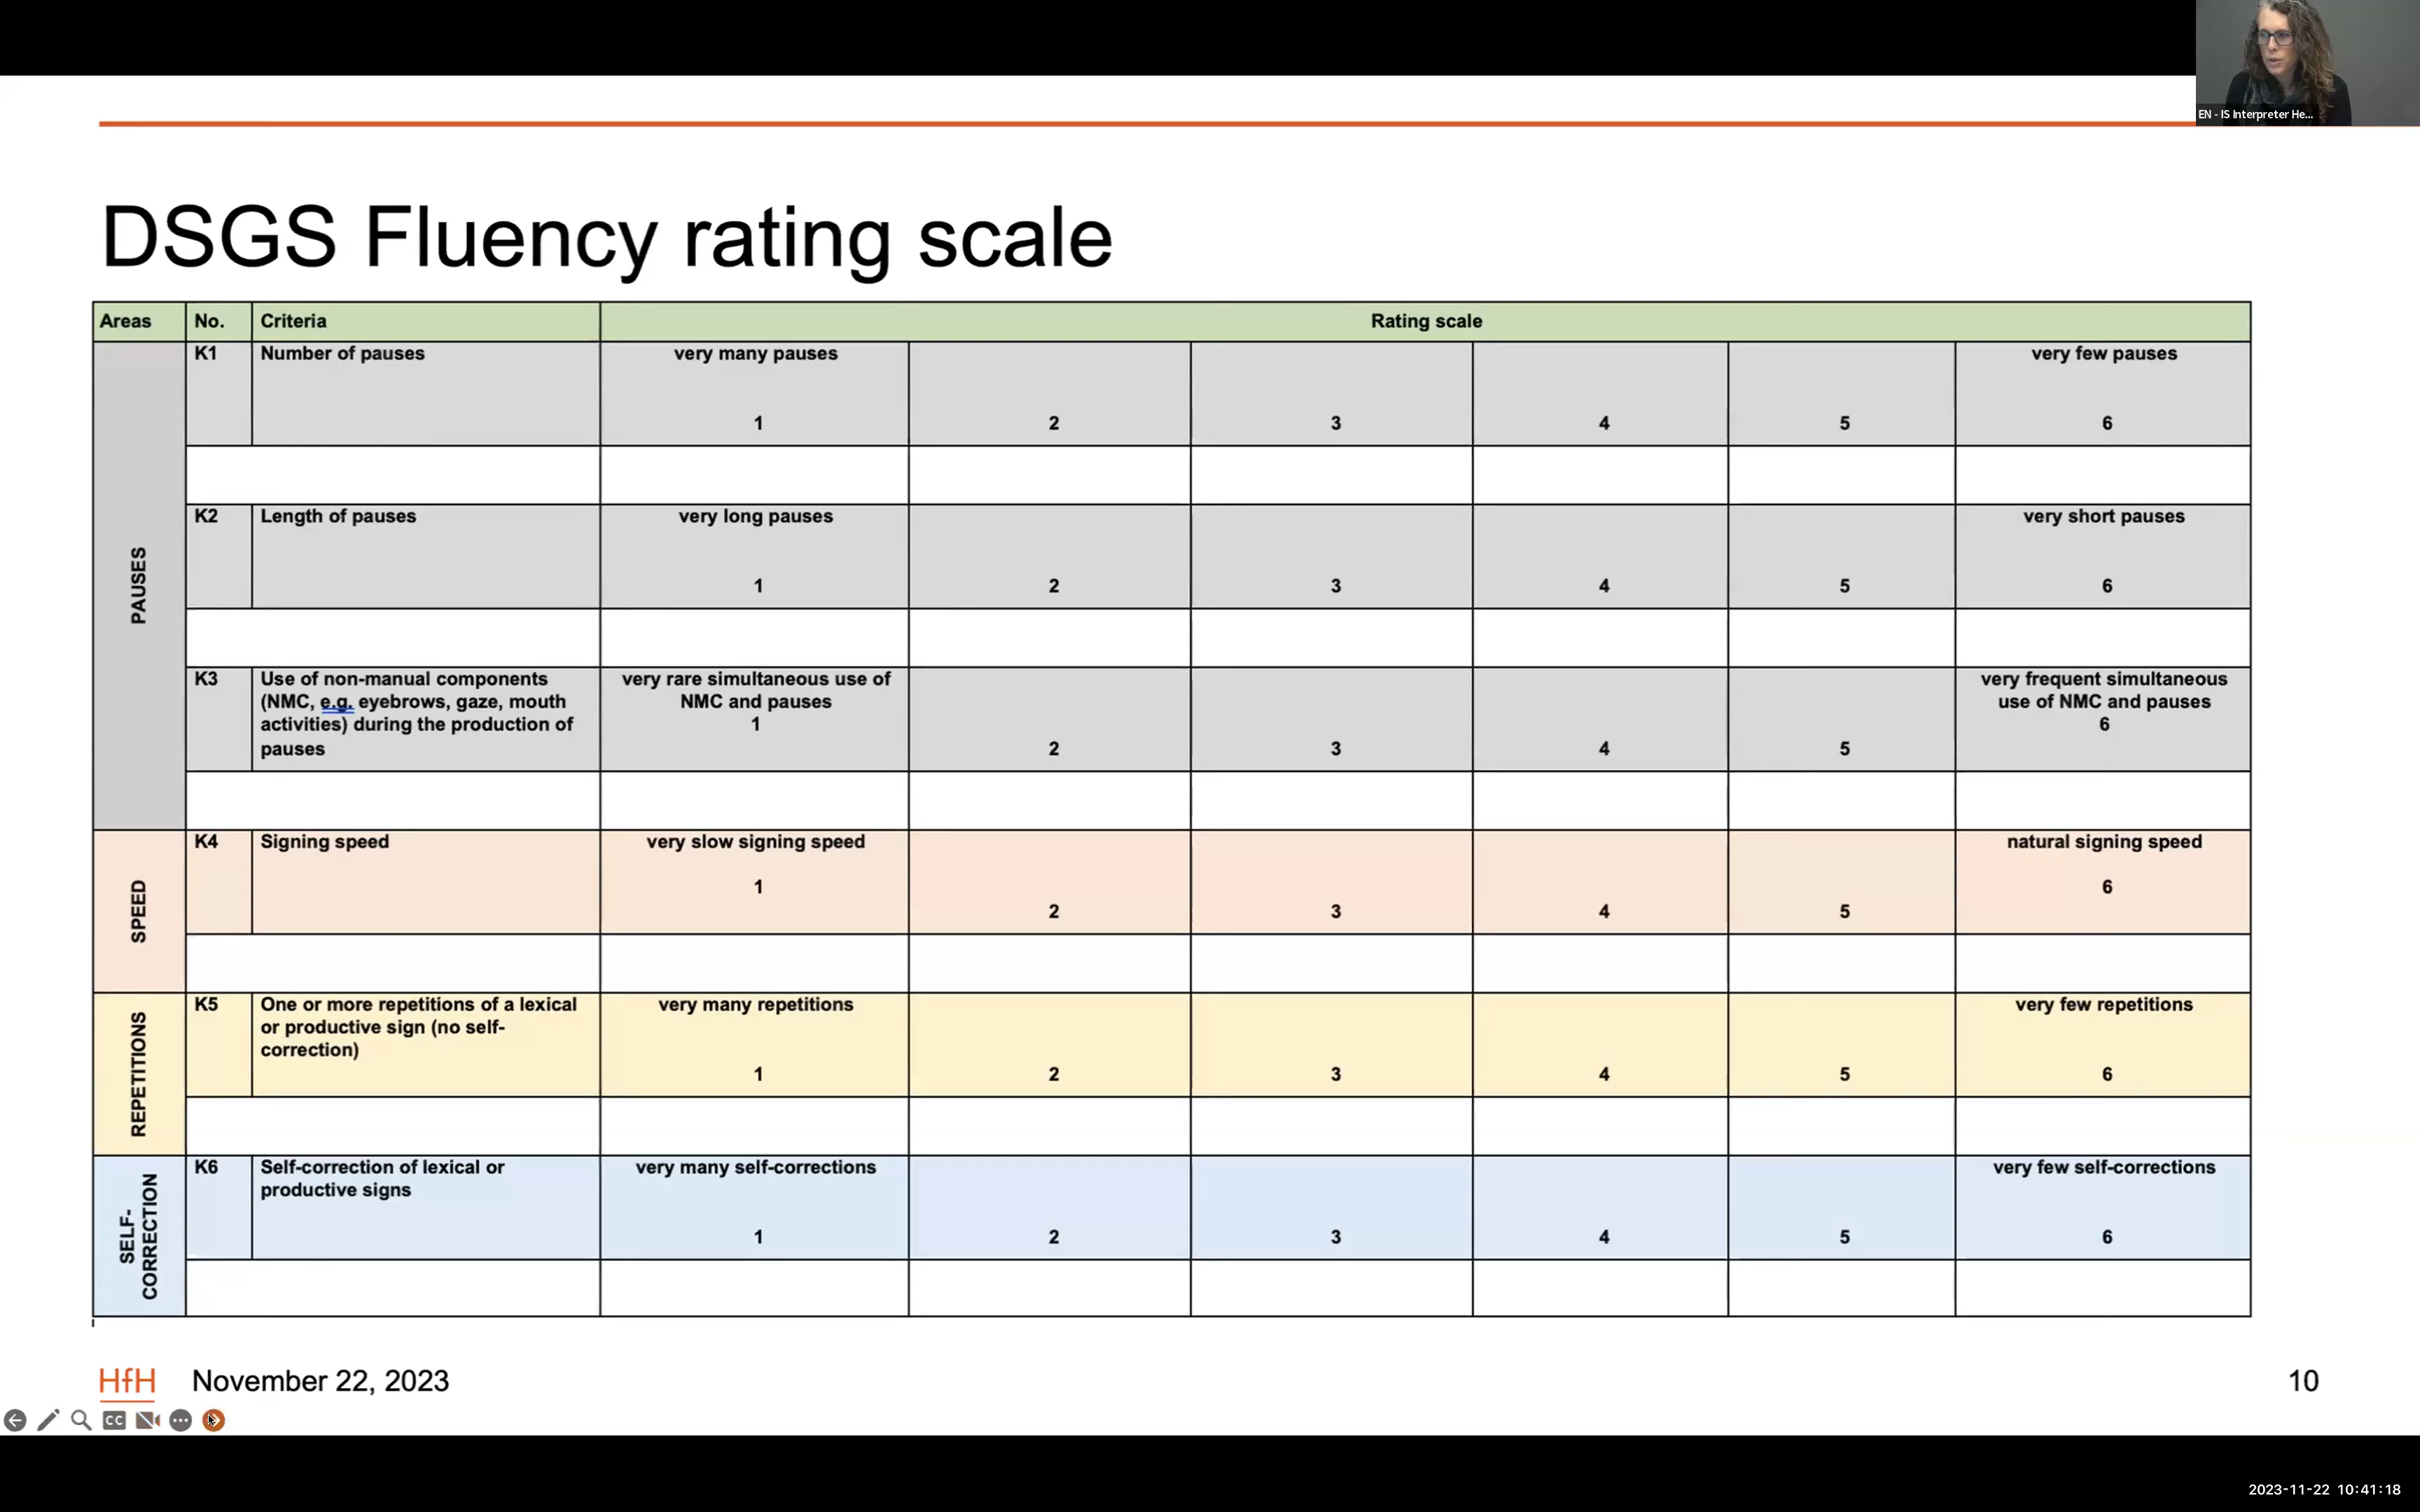 EN - IS Interpreter He...
DSGS Fluency rating scale
Areas No. Criteria Rating scale
PAUSES
K1 Number of pauses very many pauses very few pauses
1 2 3 4 5 6
K2 Length of pauses very long pauses very short pauses
1 2 3 4 5 6
K3 Use of non-manual components very rare simultaneous use of very frequent simultaneous
(NMC, e.g. eyebrows, gaze, mouth NMC and pauses use of NMC and pauses
activities) during the production of 1 6
pauses 2 3 4 5
SPEED
K4 Signing speed very slow signing speed natural signing speed
1 6
2 3 4 5
REPETITIONS
K5 One or more repetitions of a lexical very many repetitions very few repetitions
or productive sign (no self-
correction)
1 2 3 4 5 6
SELF-
CORRECTION
K6 Self-correction of lexical or very many self-corrections very few self-corrections
productive signs
1 2 3 4 5 6
HfH November 22, 2023 10
CC
2023-11-22 10:41:18